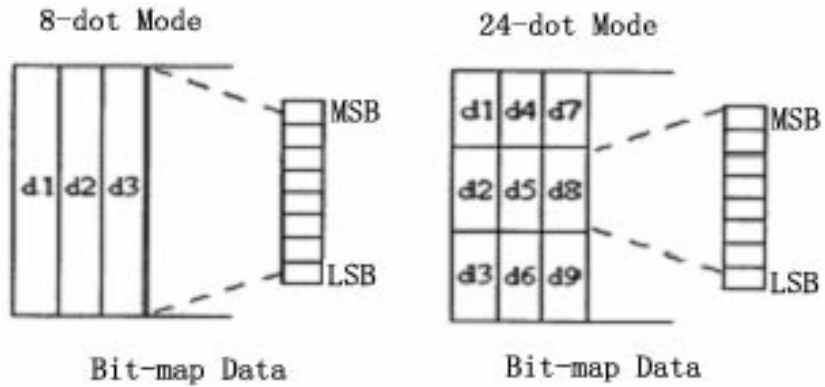 8-dot Mode
d1 d2 d3
MSB
LSB
Bit-map Data
24-dot Mode
d1 d4 d7
d2 d5 d8
d3 d6 d9
MSB
LSB
Bit-map Data